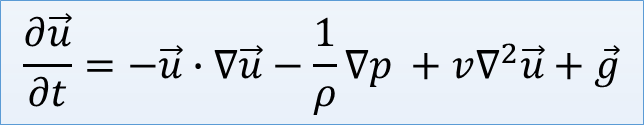 ∂u⃗/∂t = −u⃗ · ∇u⃗ − 1/ρ ∇p + ν∇²u⃗ + g⃗